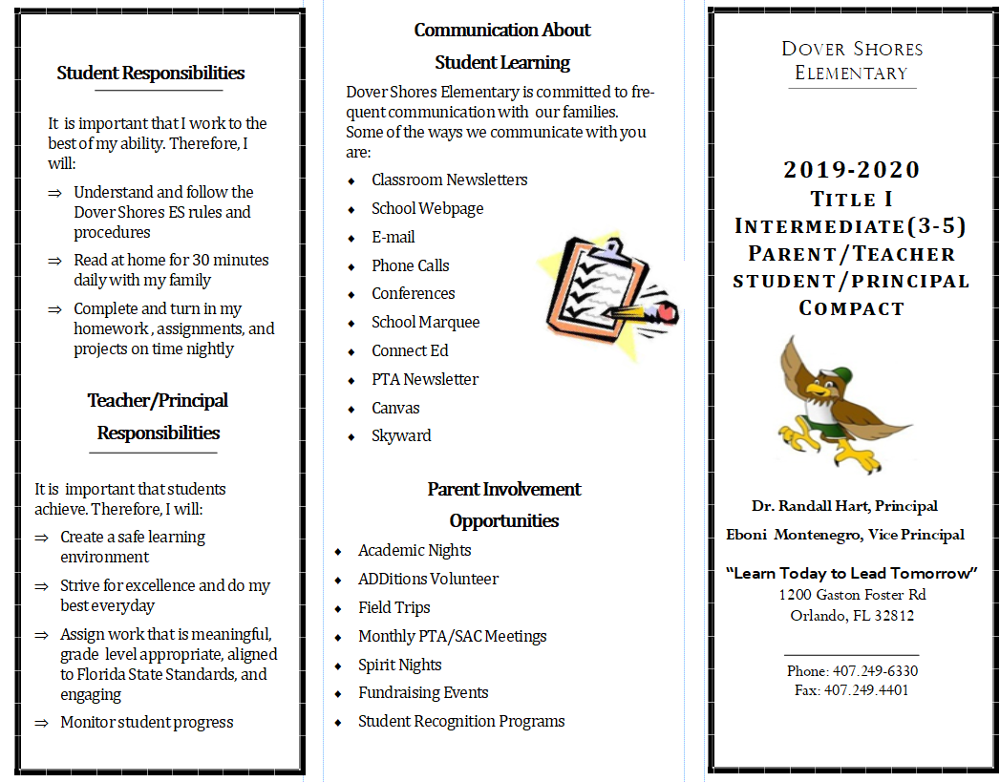 Student Responsibilities
It is important that I work to the
best of my ability. Therefore, I
will:
⇒ Understand and follow the
Dover Shores ES rules and
procedures
⇒ Read at home for 30 minutes
daily with my family
⇒ Complete and turn in my
homework , assignments, and
projects on time nightly
Teacher/Principal
Responsibilities
It is important that students
achieve. Therefore, I will:
⇒ Create a safe learning
environment
⇒ Strive for excellence and do my
best everyday
⇒ Assign work that is meaningful,
grade level appropriate, aligned
to Florida State Standards, and
engaging
⇒ Monitor student progress
Communication About
Student Learning
Dover Shores Elementary is committed to fre-
quent communication with our families.
Some of the ways we communicate with you
are:
♦ Classroom Newsletters
♦ School Webpage
♦ E-mail
♦ Phone Calls
♦ Conferences
♦ School Marquee
♦ Connect Ed
♦ PTA Newsletter
♦ Canvas
♦ Skyward
Parent Involvement
Opportunities
♦ Academic Nights
♦ ADDitions Volunteer
♦ Field Trips
♦ Monthly PTA/SAC Meetings
♦ Spirit Nights
♦ Fundraising Events
♦ Student Recognition Programs
Dover Shores
Elementary
2019-2020
Title I
Intermediate(3-5)
Parent/Teacher
student/principal
Compact
Dr. Randall Hart, Principal
Eboni Montenegro, Vice Principal
“Learn Today to Lead Tomorrow”
1200 Gaston Foster Rd
Orlando, FL 32812
Phone: 407.249-6330
Fax: 407.249.4401